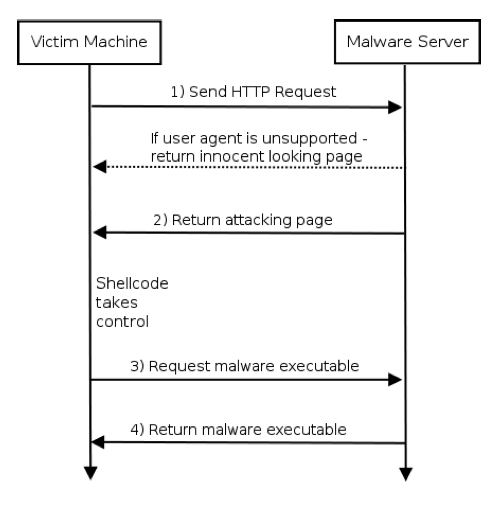 Victim Machine
Malware Server
1) Send HTTP Request
If user agent is unsupported -
return innocent looking page
2) Return attacking page
Shellcode
takes
control
3) Request malware executable
4) Return malware executable